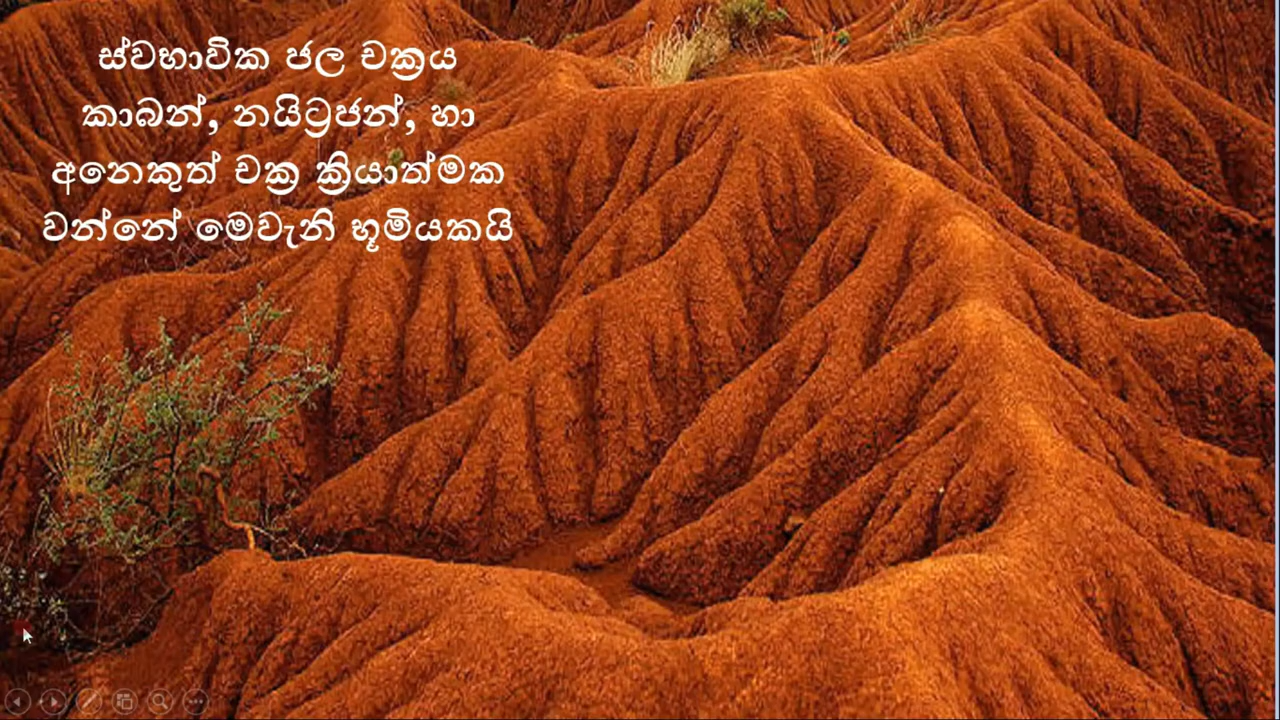 ස්වභාවික ජල චක්‍රය
කාබන්, නයිට්‍රජන්, හා
අනෙකුත් චක්‍ර ක්‍රියාත්මක
වන්නේ මෙවැනි භූමියකයි